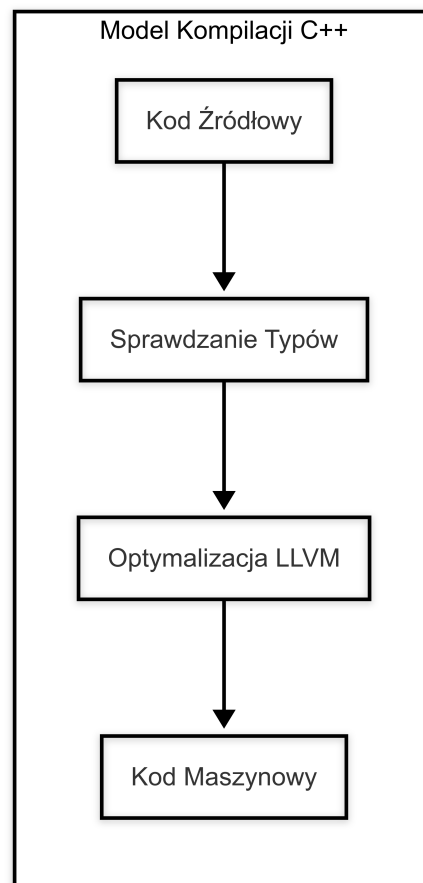 Model Kompilacji C++
Kod Źródłowy
Sprawdzanie Typów
Optymalizacja LLVM
Kod Maszynowy